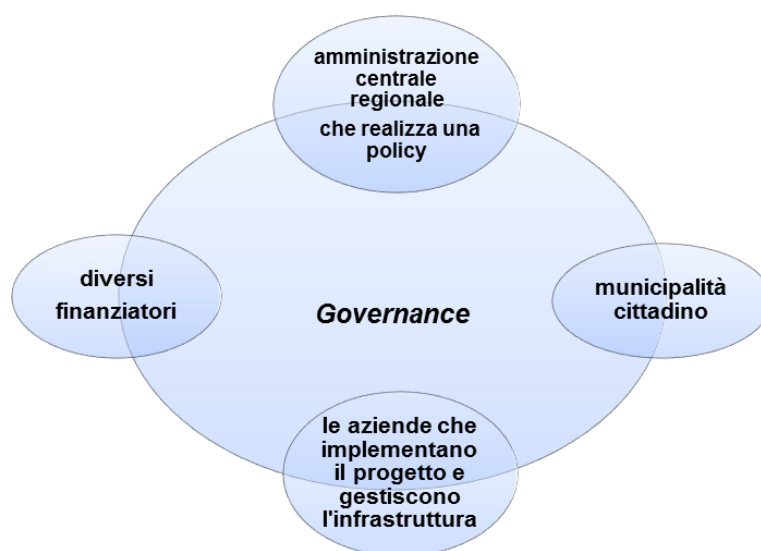 amministrazione
centrale
regionale
che realizza una
policy
diversi
finanziatori
Governance
municipalità
cittadino
le aziende che
implementano
il progetto e
gestiscono
l'infrastruttura